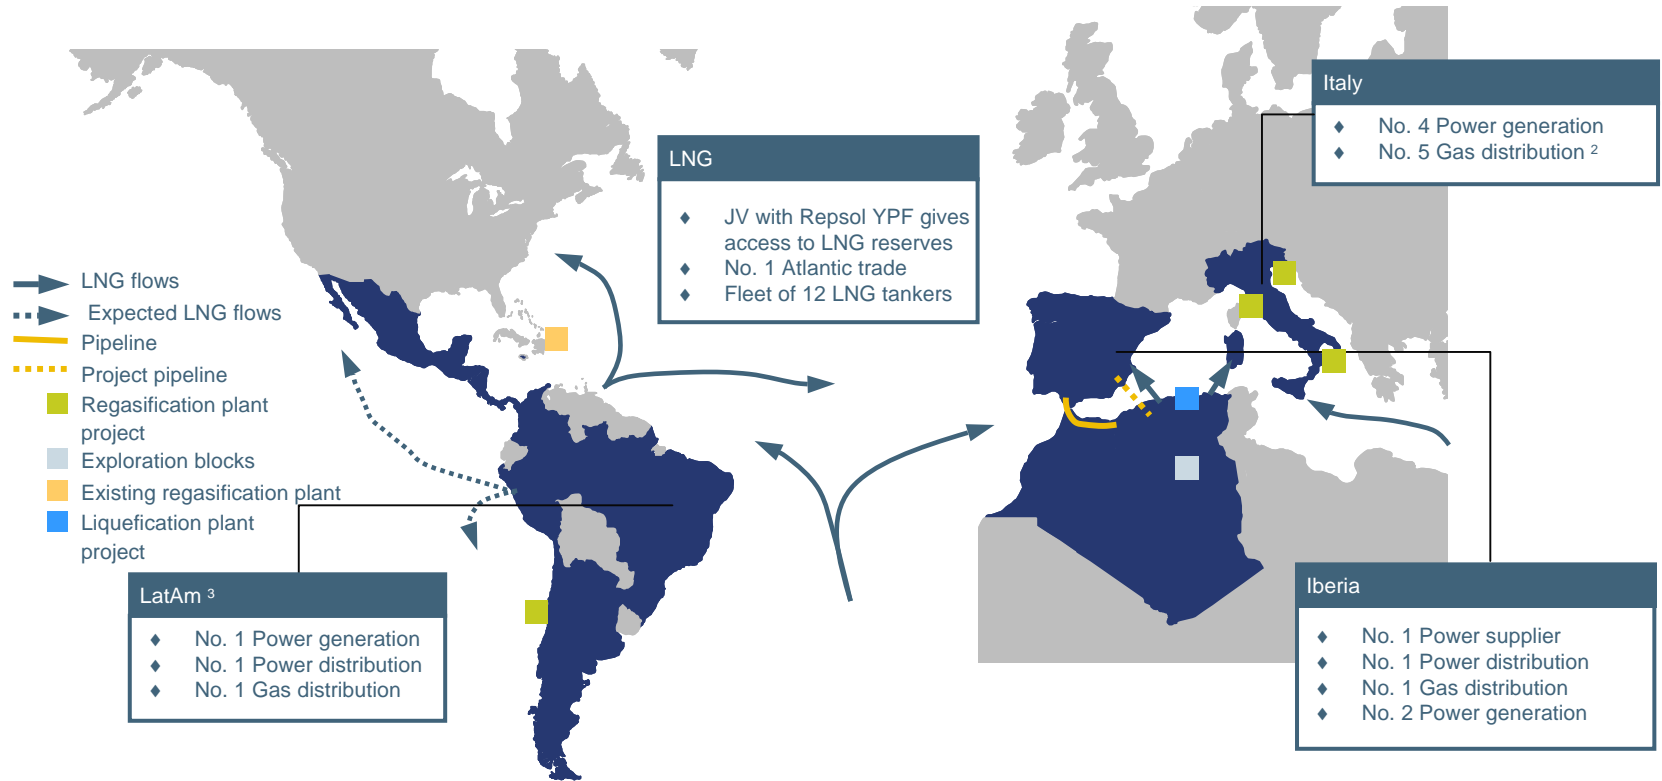 Italy
♦ No. 4 Power generation
♦ No. 5 Gas distribution ²
LNG
♦ JV with Repsol YPF gives
access to LNG reserves
♦ No. 1 Atlantic trade
♦ Fleet of 12 LNG tankers
LNG flows
Expected LNG flows
Pipeline
Project pipeline
Regasification plant
project
Exploration blocks
Existing regasification plant
Liquefication plant
project
LatAm ³
♦ No. 1 Power generation
♦ No. 1 Power distribution
♦ No. 1 Gas distribution
Iberia
♦ No. 1 Power supplier
♦ No. 1 Power distribution
♦ No. 1 Gas distribution
♦ No. 2 Power generation